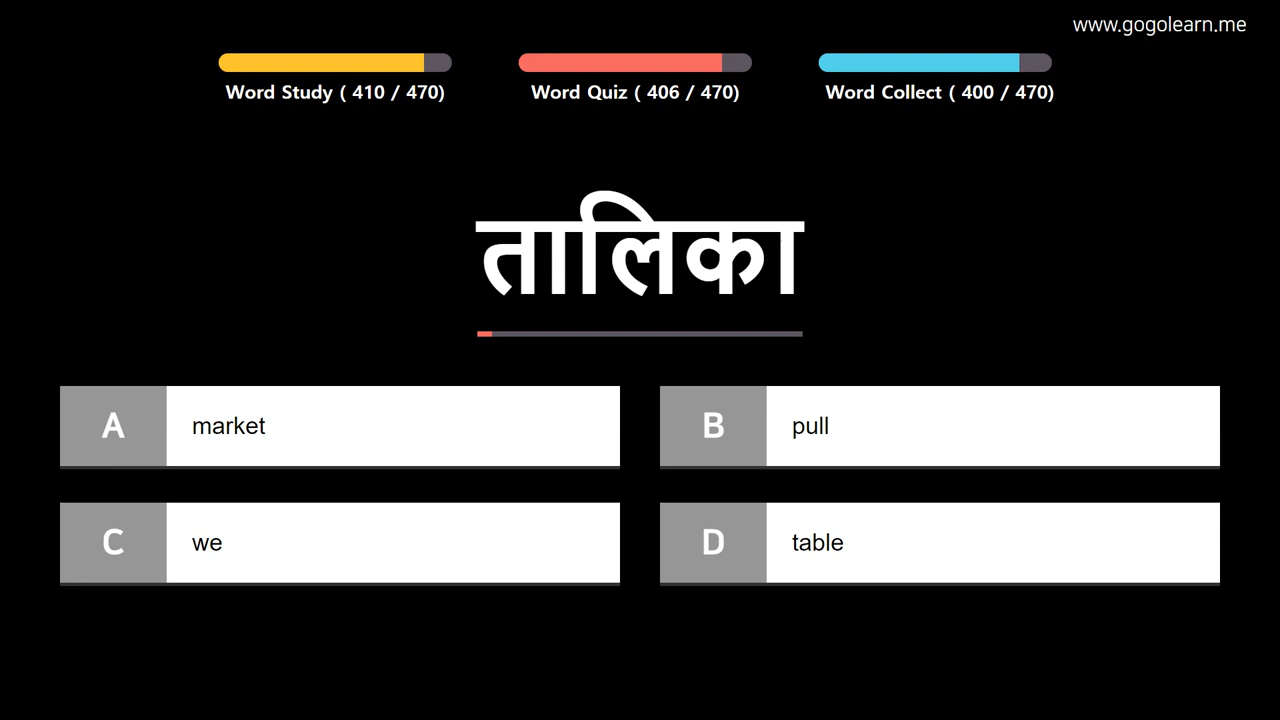 www.gogolearn.me
Word Study ( 410 / 470)
Word Quiz ( 406 / 470)
Word Collect ( 400 / 470)
तालिका
A market
B pull
C we
D table